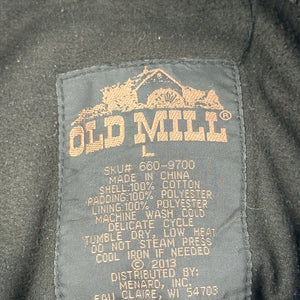 OLD MILL®
L
SKU# 660-9700
MADE IN CHINA
SHELL:100% COTTON
PADDING:100% POLYESTER
LINING:100% POLYESTER
MACHINE WASH COLD
DELICATE CYCLE
TUMBLE DRY, LOW HEAT
DO NOT STEAM PRESS
COOL IRON IF NEEDED
© 2013
DISTRIBUTED BY:
MENARD, INC.
EAU CLAIRE, WI 54703